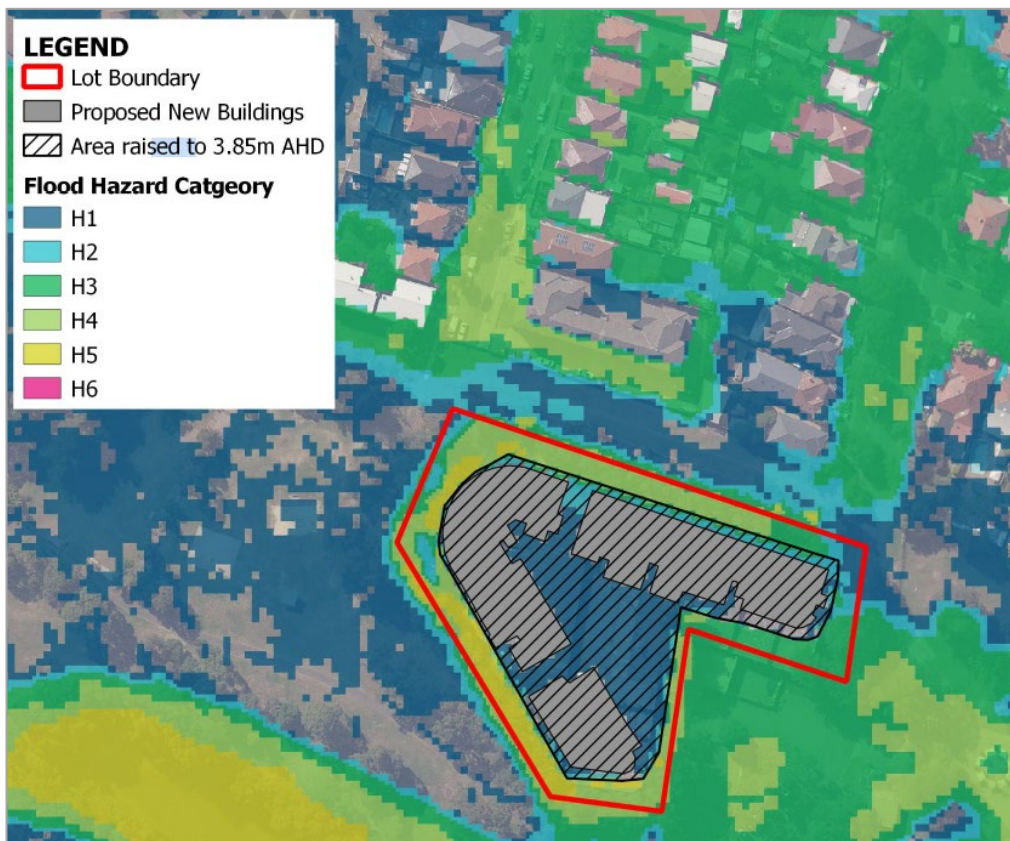 LEGEND
Lot Boundary
Proposed New Buildings
Area raised to 3.85m AHD
Flood Hazard Catgeory
H1
H2
H3
H4
H5
H6